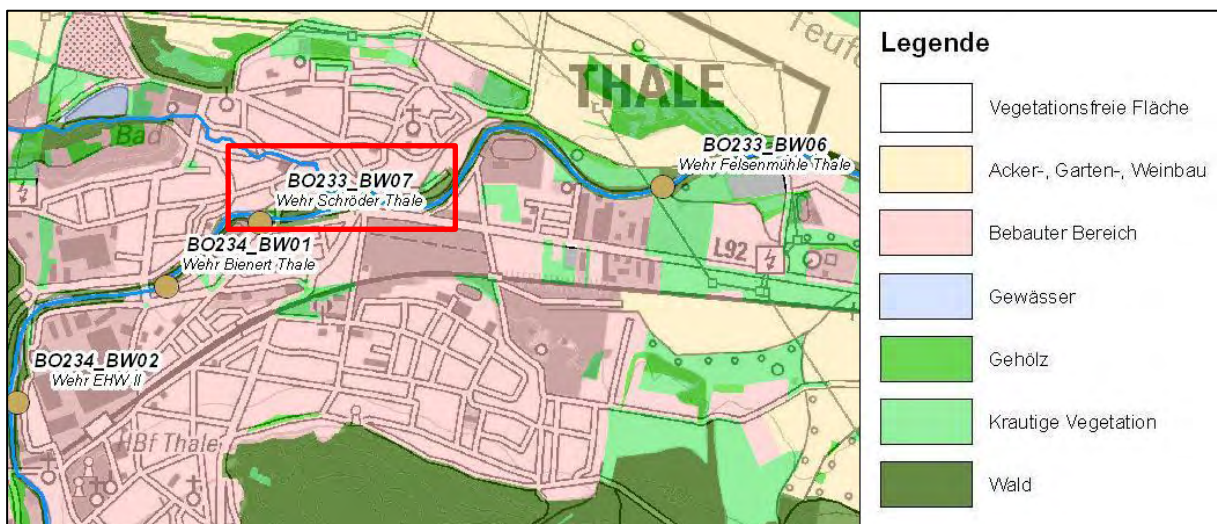 Teufe
THALE
Bad
BO233_BW06
Wehr Felsenmühle Thale
BO233_BW07
Wehr Schröder Thale
BO234_BW01
Wehr Bienert Thale
L92
BO234_BW02
Wehr EHW II
HBf Thale
Legende
Vegetationsfreie Fläche
Acker-, Garten-, Weinbau
Bebauter Bereich
Gewässer
Gehölz
Krautige Vegetation
Wald